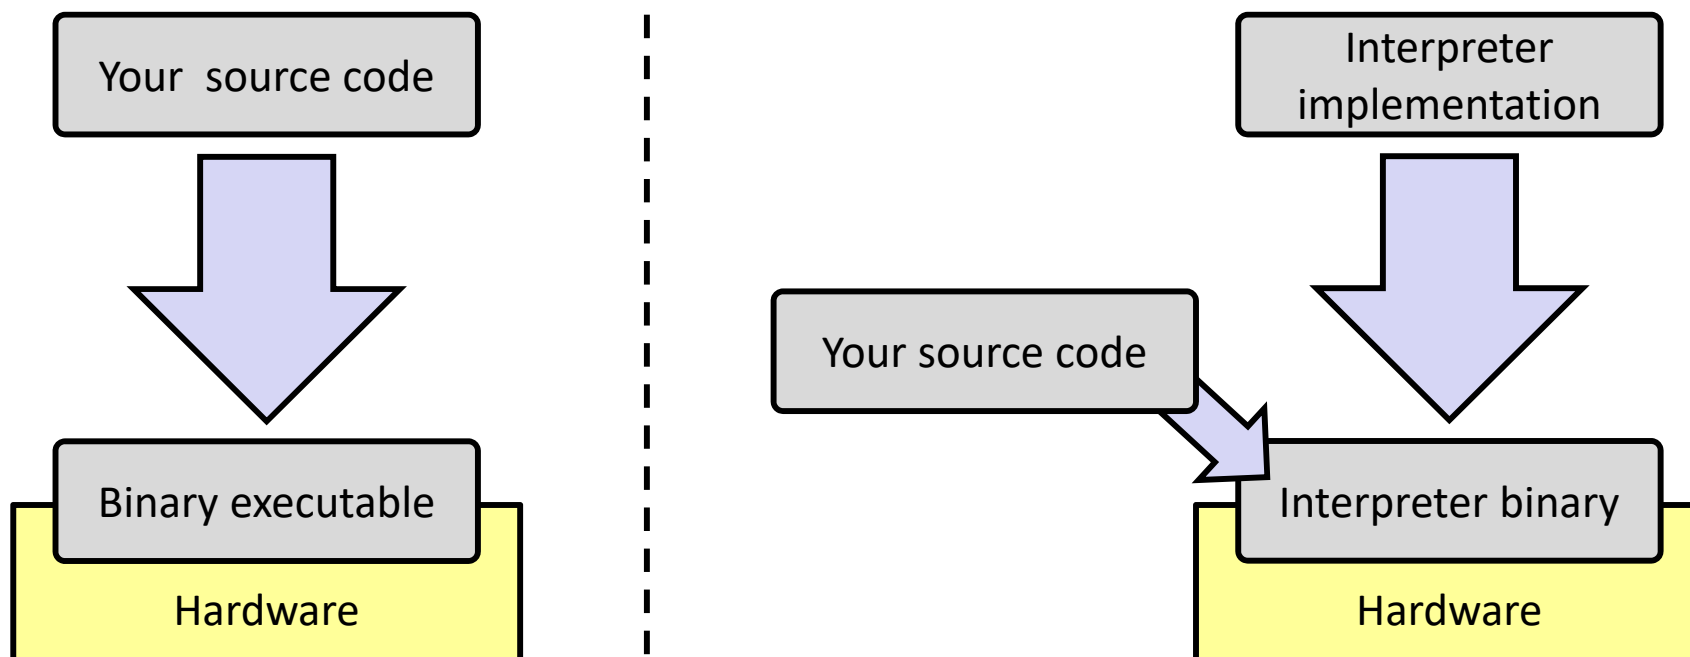 Your  source code
Binary executable
Hardware
Interpreter
implementation
Your source code
Interpreter binary
Hardware